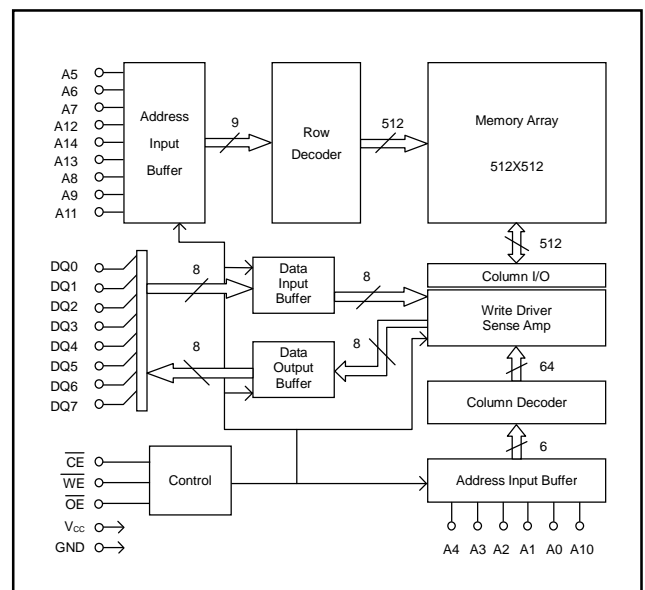 A5
A6
A7
A12
A14
A13
A8
A9
A11
Address
Input
Buffer
9
Row
Decoder
512
Memory Array
512X512
512
DQ0
DQ1
DQ2
DQ3
DQ4
DQ5
DQ6
DQ7
8
Data
Input
Buffer
8
Column I/O
Write Driver
Sense Amp
8
Data
Output
Buffer
8
64
Column Decoder
6
CE
WE
OE
VCC
GND
Control
Address Input Buffer
A4 A3 A2 A1 A0 A10